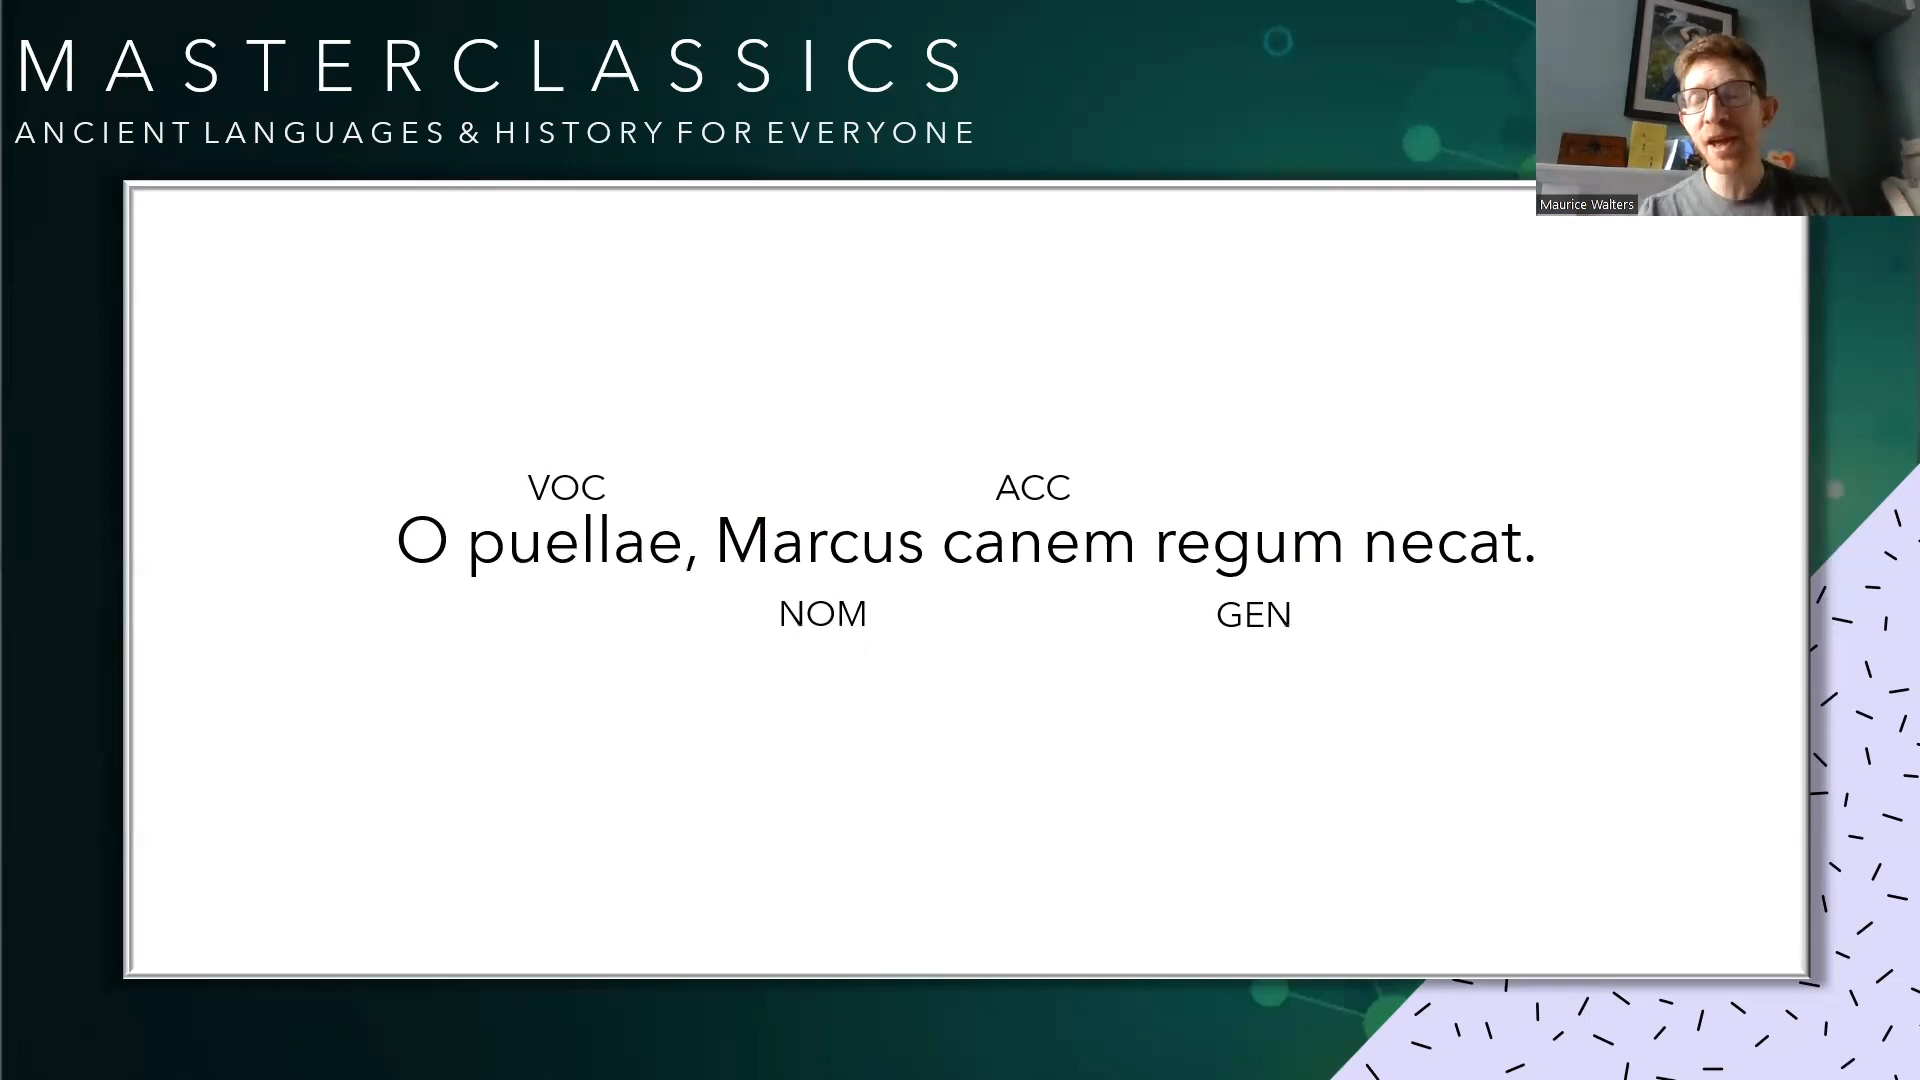 MASTERCLASSICS
ANCIENT LANGUAGES & HISTORY FOR EVERYONE
Maurice Walters
VOC ACC
O puellae, Marcus canem regum necat.
NOM GEN